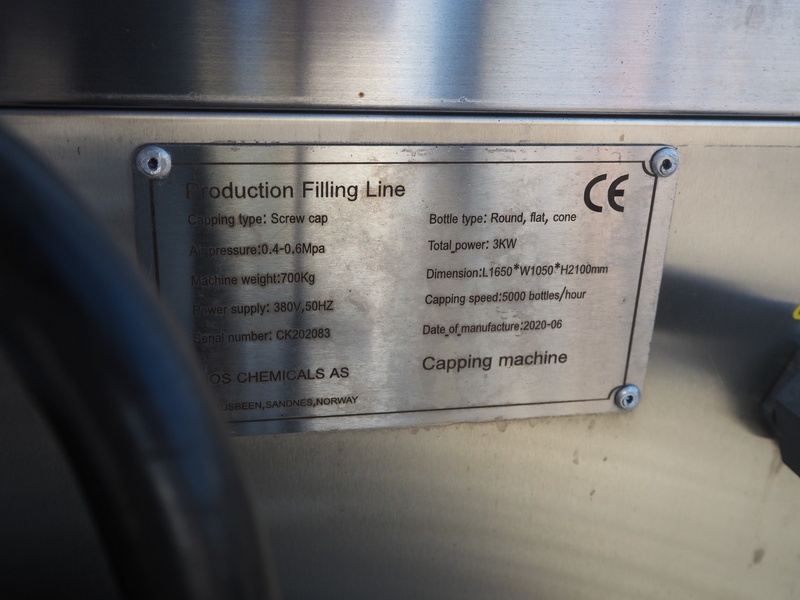 Production Filling Line
CE
Capping type: Screw cap
Bottle type: Round, flat, cone
Air pressure:0.4-0.6Mpa
Total power: 3KW
Machine weight:700Kg
Dimension:L1650*W1050*H2100mm
Power supply: 380V,50HZ
Capping speed:5000 bottles/hour
Serial number: CK202083
Date of manufacture:2020-06
Capping machine
CHEMICALS AS
SANDNES,NORWAY